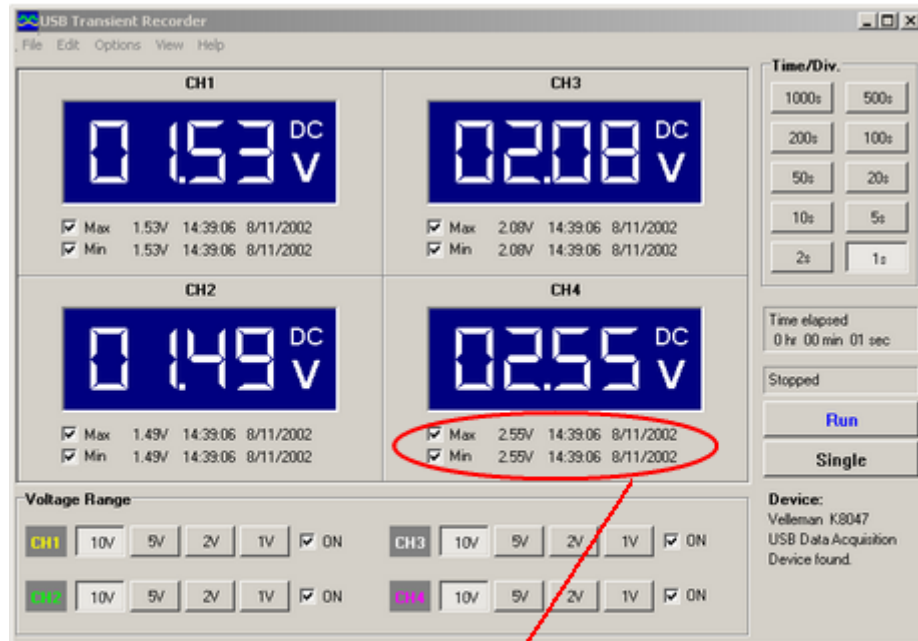 USB Transient Recorder
File Edit Options View Help
CH1
01.53 DC V
Max 1.53V 14:39:06 8/11/2002
Min 1.53V 14:39:06 8/11/2002
CH3
02.08 DC V
Max 2.08V 14:39:06 8/11/2002
Min 2.08V 14:39:06 8/11/2002
CH2
01.49 DC V
Max 1.49V 14:39:06 8/11/2002
Min 1.49V 14:39:06 8/11/2002
CH4
02.55 DC V
Max 2.55V 14:39:06 8/11/2002
Min 2.55V 14:39:06 8/11/2002
Time/Div.
1000s 500s
200s 100s
50s 20s
10s 5s
2s 1s
Time elapsed
0 hr 00 min 01 sec
Stopped
Run
Single
Voltage Range
CH1 10V 5V 2V 1V ON
CH3 10V 5V 2V 1V ON
CH2 10V 5V 2V 1V ON
CH4 10V 5V 2V 1V ON
Device:
Velleman K8047
USB Data Acquisition
Device found.